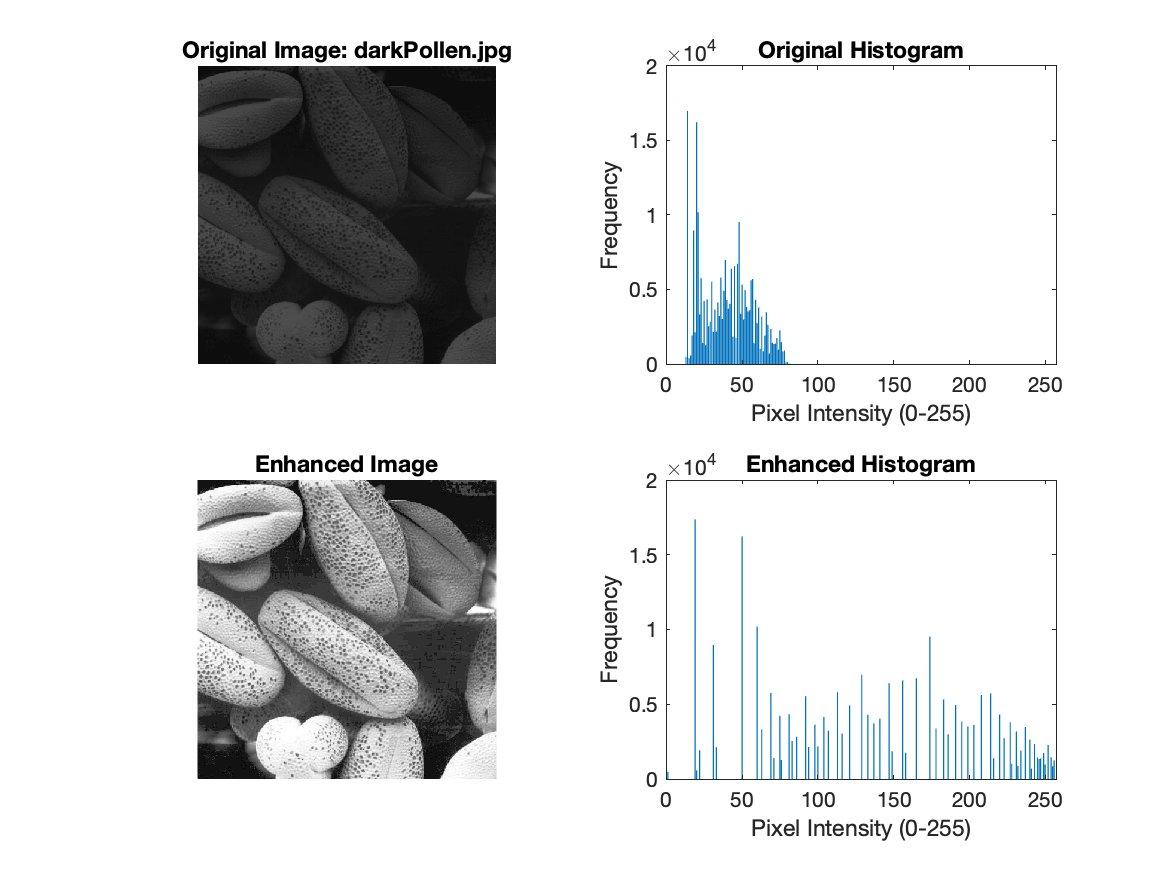 Original Image: darkPollen.jpg
Original Histogram
×10^4
2
1.5
1
0.5
0
Frequency
0 50 100 150 200 250
Pixel Intensity (0-255)
Enhanced Image
Enhanced Histogram
×10^4
2
1.5
1
0.5
0
Frequency
0 50 100 150 200 250
Pixel Intensity (0-255)